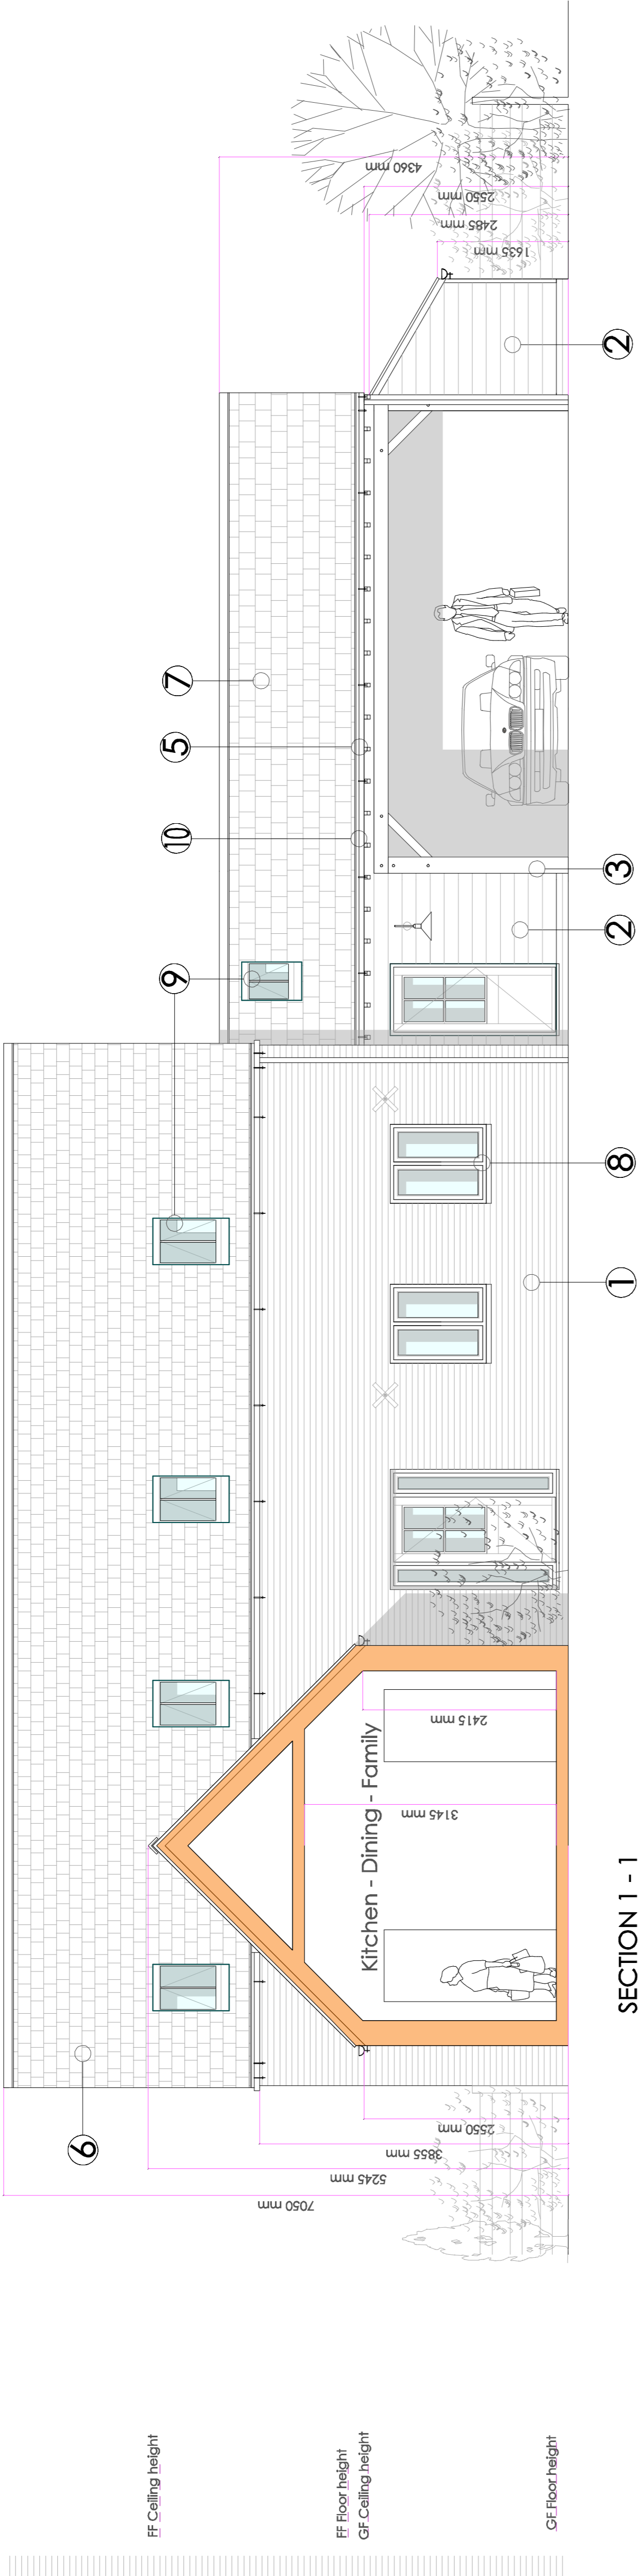 FF Ceiling height
FF Floor height
GF Ceiling height
GF Floor height
7050 mm
5245 mm
3855 mm
2550 mm
6
Kitchen - Dining - Family
3145 mm
2415 mm
9
10
5
7
4360 mm
2550 mm
2485 mm
1635 mm
1
8
2
3
2
SECTION 1 - 1